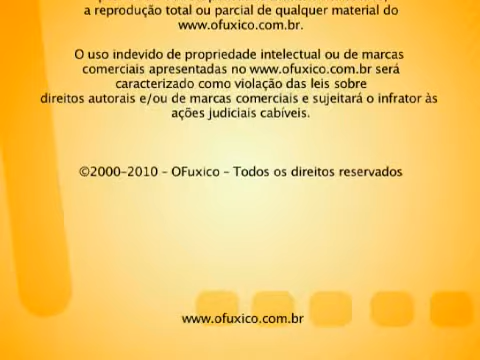 a reprodução total ou parcial de qualquer material do
www.ofuxico.com.br.
O uso indevido de propriedade intelectual ou de marcas
comerciais apresentadas no www.ofuxico.com.br será
caracterizado como violação das leis sobre
direitos autorais e/ou de marcas comerciais e sujeitará o infrator às
ações judiciais cabíveis.
©2000-2010 - OFuxico - Todos os direitos reservados
www.ofuxico.com.br